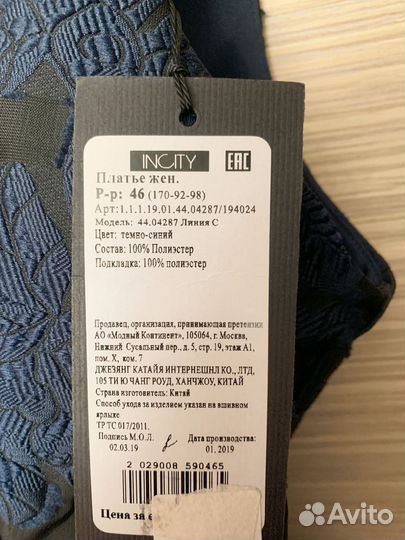 INCITY
EAC
Платье жен.
Р-р: 46 (170-92-98)
Арт:1.1.1.19.01.44.04287/194024
Модель: 44.04287 Линия С
Цвет: темно-синий
Состав: 100% Полиэстер
Подкладка: 100% полиэстер
Продавец, организация, принимающая претензии
АО «Модный Континент», 105064, г. Москва,
Нижний Сусальный пер., д. 5, стр. 19, этаж А1,
пом. X, ком. 7
ДЖЕЗЯНГ КАТАЙЯ ИНТЕРНЕШНЛ КО., ЛТД,
105 ТИ Ю ЧАНГ РОУД, ХАНЧЖОУ, КИТАЙ
Страна изготовитель: Китай
Способ ухода за изделием указан на вшивном
ярлыке
ТР ТС 017/2011.
Подпись М.О.Л. Дата производства:
02.03.19 01.2019
2 029008 590465
Цена за
Avito